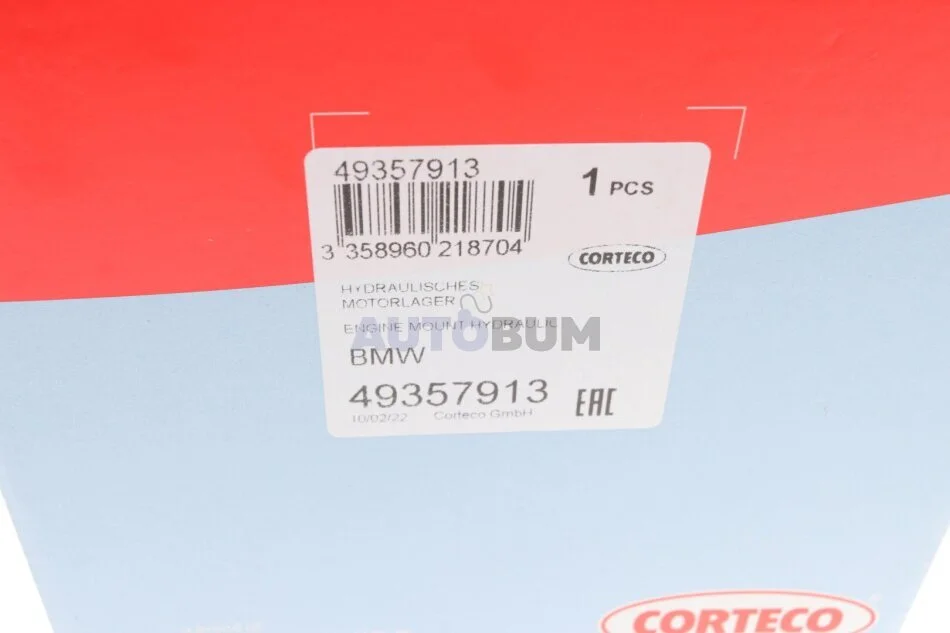 49357913
1 PCS
3 358960 218704
CORTECO
HYDRAULISCHES
MOTORLAGER
ENGINE MOUNT HYDRAULIC
AUTOBUM
BMW
49357913
EAC
10/02/22 Corteco GmbH
CORTECO